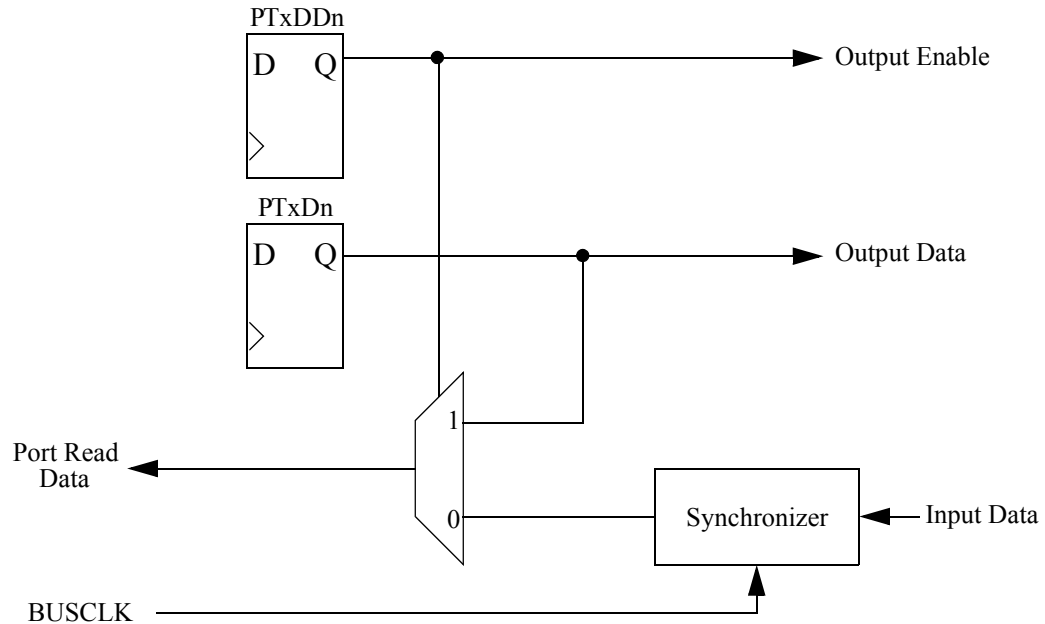 PTxDDn
D Q
Output Enable
PTxDn
D Q
Output Data
1
Port Read
Data
0
Synchronizer
Input Data
BUSCLK